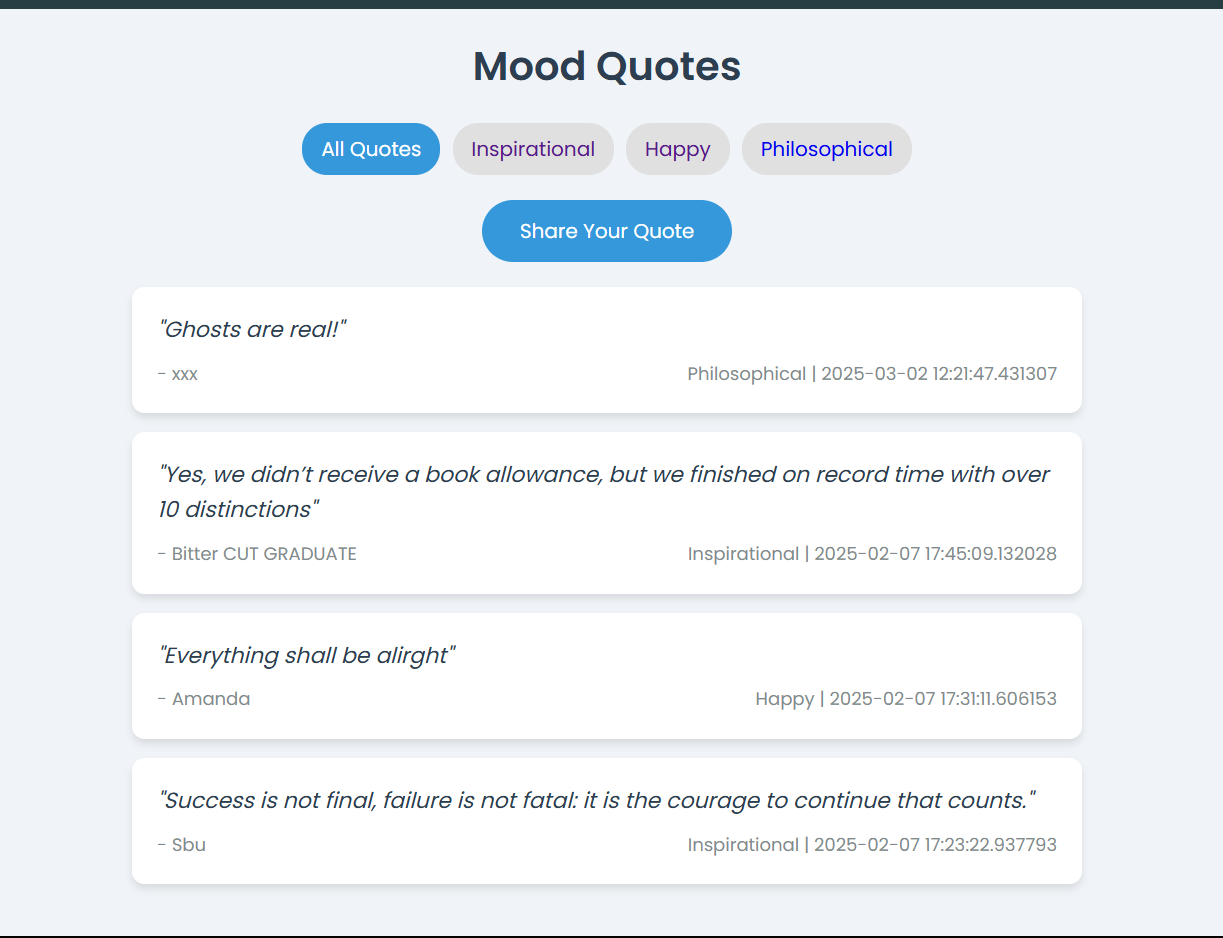 Mood Quotes
All Quotes Inspirational Happy Philosophical
Share Your Quote
"Ghosts are real!"
- xxx Philosophical | 2025-03-02 12:21:47.431307
"Yes, we didn’t receive a book allowance, but we finished on record time with over
10 distinctions"
- Bitter CUT GRADUATE Inspirational | 2025-02-07 17:45:09.132028
"Everything shall be alirght"
- Amanda Happy | 2025-02-07 17:31:11.606153
"Success is not final, failure is not fatal: it is the courage to continue that counts."
- Sbu Inspirational | 2025-02-07 17:23:22.937793